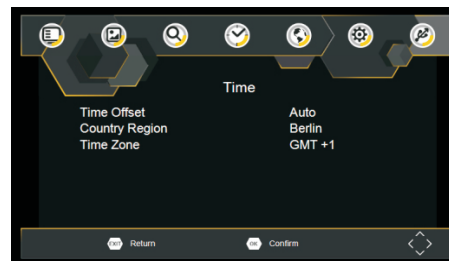 Time
Time Offset Auto
Country Region Berlin
Time Zone GMT +1
EXIT Return OK Confirm